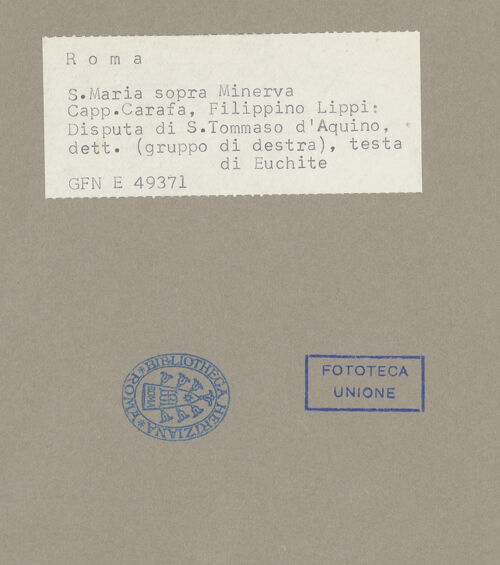 R o m a
S.Maria sopra Minerva
Capp.Carafa, Filippino Lippi:
Disputa di S.Tommaso d'Aquino,
dett. (gruppo di destra), testa
di Euchite
GFN E 49371
BIBLIOTHECA HERTZIANA ROMA
ROMA
FOTOTECA
UNIONE